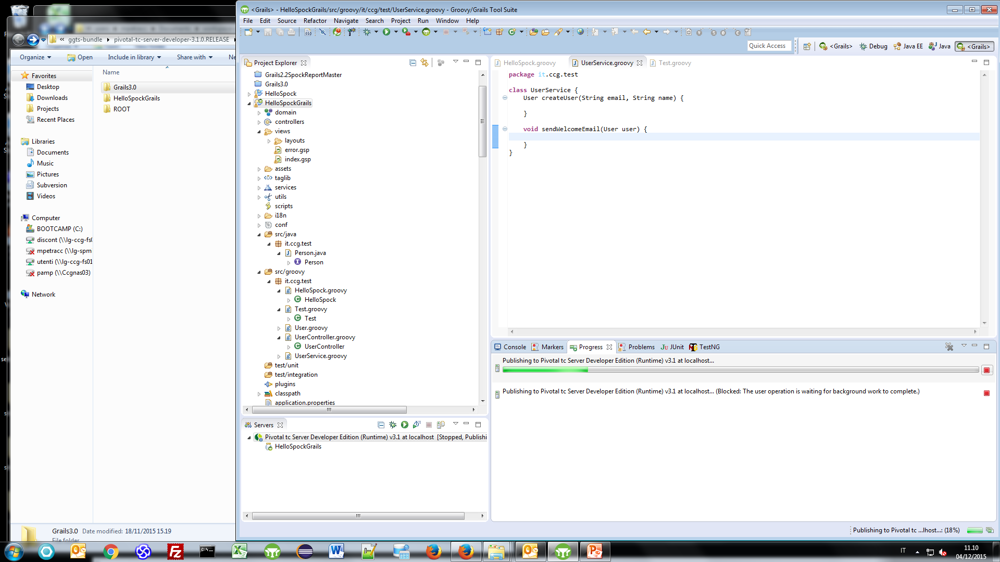 <Grails> - HelloSpockGrails/src/groovy/it/ccg/test/UserService.groovy - Groovy/Grails Tool Suite
File Edit Source Refactor Navigate Search Project Run Window Help
Quick Access
<Grails> Debug Java EE Java <Grails>
« ggts-bundle pivotal-tc-server-developer-3.1.0.RELEASE
Organize Open Include in library Share with
Favorites
Desktop
Downloads
Projects
Recent Places
Libraries
Documents
Music
Pictures
Subversion
Videos
Computer
BOOTCAMP (C:)
discont (\\lg-ccg-fs0
mpetracc (\\lg-spm
utenti (\\lg-ccg-fs01
pamp (\\Ccgnas03)
Network
Name
Grails3.0
HelloSpockGrails
ROOT
Grails3.0 Date modified: 18/11/2015 15.19
File folder
Project Explorer
Grails2.2SpockReportMaster
Grails3.0
HelloSpock
HelloSpockGrails
domain
controllers
views
layouts
error.gsp
index.gsp
assets
taglib
services
utils
scripts
i18n
conf
src/java
it.ccg.test
Person.java
Person
src/groovy
it.ccg.test
HelloSpock.groovy
HelloSpock
Test.groovy
Test
User.groovy
UserController.groovy
UserController
UserService.groovy
test/unit
test/integration
plugins
classpath
application.properties
Servers
Pivotal tc Server Developer Edition (Runtime) v3.1 at localhost [Stopped, Publishi
HelloSpockGrails
HelloSpock.groovy UserService.groovy Test.groovy
package it.ccg.test
class UserService {
User createUser(String email, String name) {
}
void sendWelcomeEmail(User user) {
}
}
Console Markers Progress Problems JUnit TestNG
Publishing to Pivotal tc Server Developer Edition (Runtime) v3.1 at localhost...
Publishing to Pivotal tc Server Developer Edition (Runtime) v3.1 at localhost... (Blocked: The user operation is waiting for background work to complete.)
Publishing to Pivotal tc ...lhost...: (18%)
IT
11.10
04/12/2015